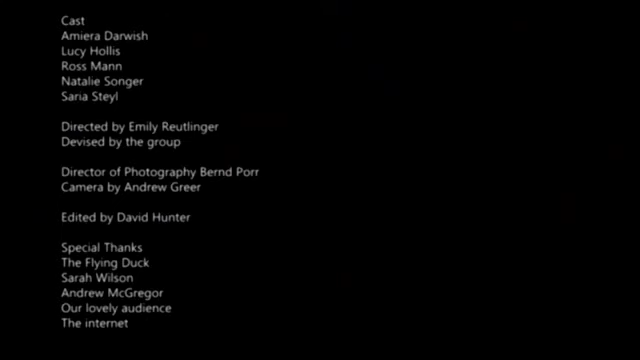 Cast
Amiera Darwish
Lucy Hollis
Ross Mann
Natalie Songer
Saria Steyl
Directed by Emily Reutlinger
Devised by the group
Director of Photography Bernd Porr
Camera by Andrew Greer
Edited by David Hunter
Special Thanks
The Flying Duck
Sarah Wilson
Andrew McGregor
Our lovely audience
The internet